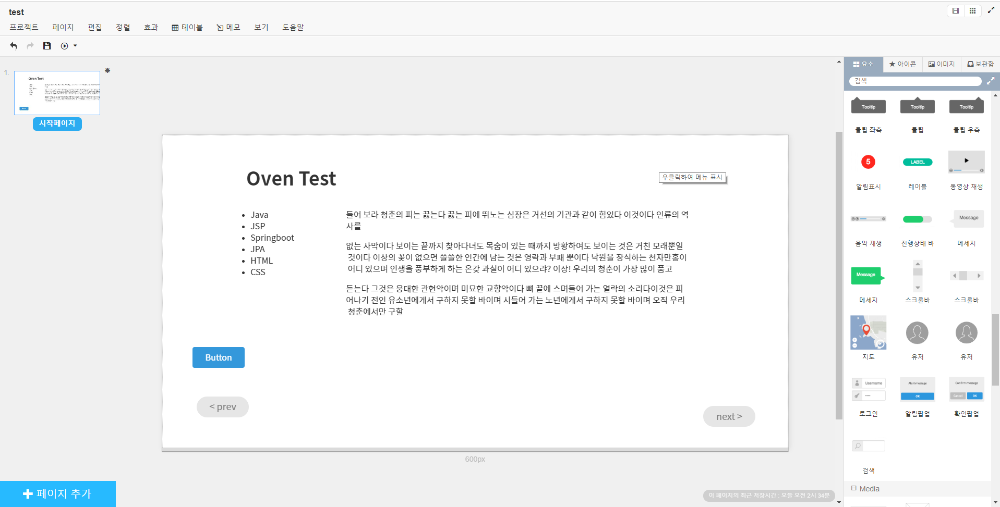 test
프로젝트 페이지 편집 정렬 효과 테이블 메모 보기 도움말
1.
Oven Test
시작페이지
Oven Test
우클릭하여 메뉴 표시
• Java
• JSP
• Springboot
• JPA
• HTML
• CSS
들어 보라 청춘의 피는 끓는다 끓는 피에 뛰노는 심장은 거선의 기관과 같이 힘있다 이것이다 인류의 역
사를
없는 사막이다 보이는 끝까지 찾아다녀도 목숨이 있는 때까지 방황하여도 보이는 것은 거친 모래뿐일
것이다 이상의 꽃이 없으면 쓸쓸한 인간에 남는 것은 영락과 부패 뿐이다 낙원을 장식하는 천자만홍이
어디 있으며 인생을 풍부하게 하는 온갖 과실이 어디 있으랴? 이상! 우리의 청춘이 가장 많이 품고
듣는다 그것은 웅대한 관현악이며 미묘한 교향악이다 뼈 끝에 스며들어 가는 열락의 소리다이것은 피
어나기 전인 유소년에게서 구하지 못할 바이며 시들어 가는 노년에게서 구하지 못할 바이며 오직 우리
청춘에서만 구할
Button
< prev
next >
600px
페이지 추가
이 페이지의 최근 저장시간 : 오늘 오전 2시 34분
요소 아이콘 이미지 보관함
검색
Tooltip Tooltip Tooltip
툴팁 좌측 툴팁 툴팁 우측
5 LABEL
알림표시 레이블 동영상 재생
Message
음악 재생 진행상태 바 메세지
Message
메세지 스크롤바 스크롤바
지도 유저 유저
Username
Alert message
OK
Confirm message
Cancel OK
로그인 알림팝업 확인팝업
검색
Media